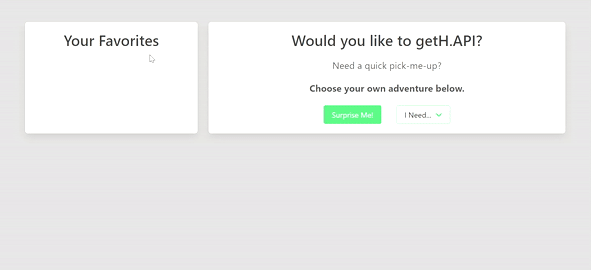 Your Favorites
Would you like to getH.API?
Need a quick pick-me-up?
Choose your own adventure below.
Surprise Me!
I Need...